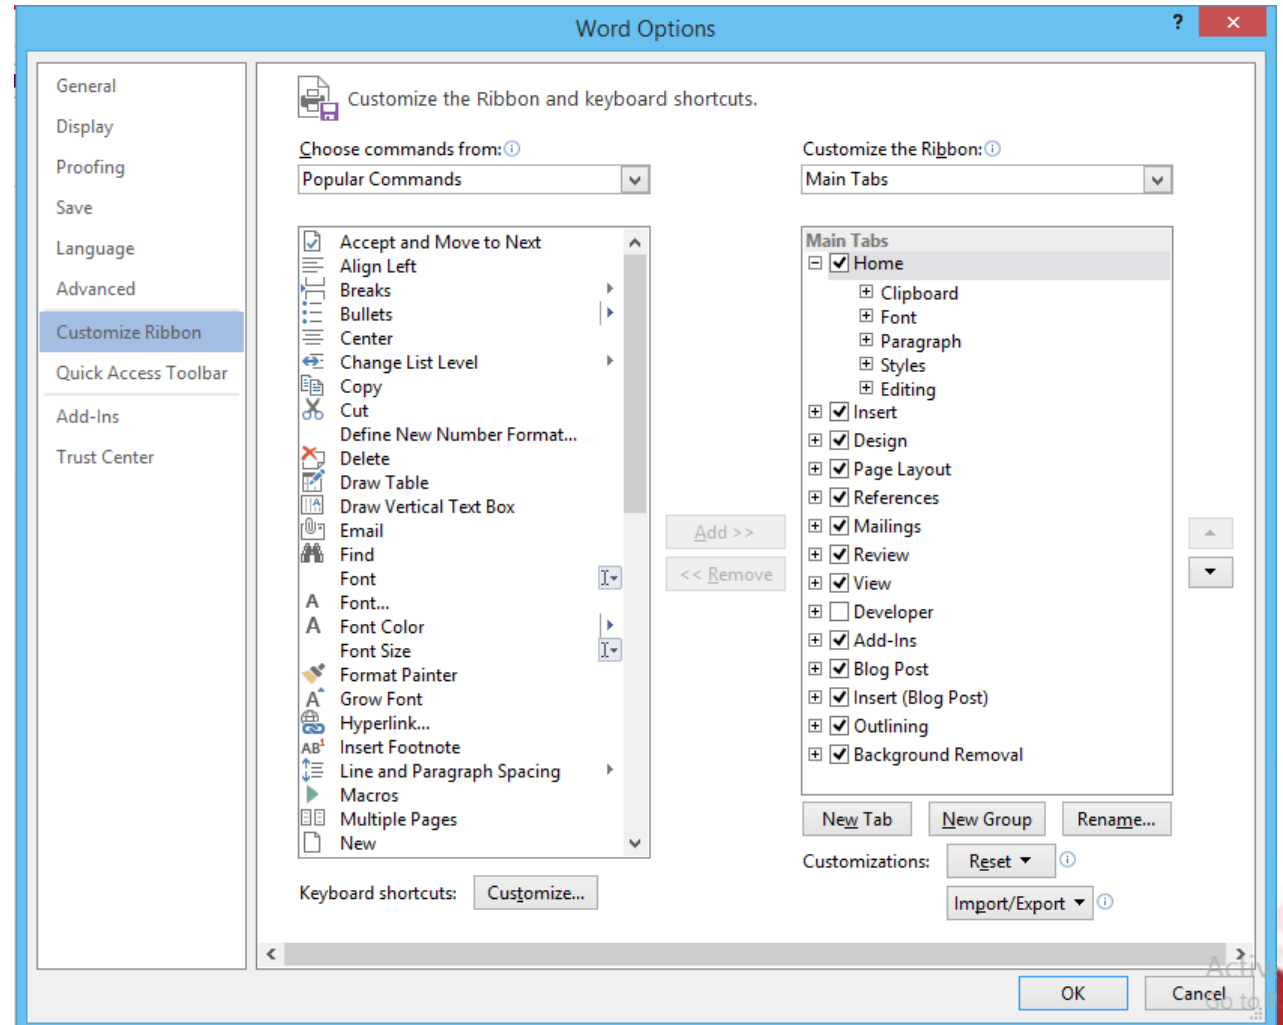 Word Options
?
General
Display
Proofing
Save
Language
Advanced
Customize Ribbon
Quick Access Toolbar
Add-Ins
Trust Center
Customize the Ribbon and keyboard shortcuts.
Choose commands from:
Popular Commands
Accept and Move to Next
Align Left
Breaks
Bullets
Center
Change List Level
Copy
Cut
Define New Number Format...
Delete
Draw Table
Draw Vertical Text Box
Email
Find
Font
Font...
Font Color
Font Size
Format Painter
Grow Font
Hyperlink...
Insert Footnote
Line and Paragraph Spacing
Macros
Multiple Pages
New
Keyboard shortcuts: Customize...
Add >>
<< Remove
Customize the Ribbon:
Main Tabs
Main Tabs
Home
Clipboard
Font
Paragraph
Styles
Editing
Insert
Design
Page Layout
References
Mailings
Review
View
Developer
Add-Ins
Blog Post
Insert (Blog Post)
Outlining
Background Removal
New Tab New Group Rename...
Customizations: Reset
Import/Export
OK Cancel
Go to